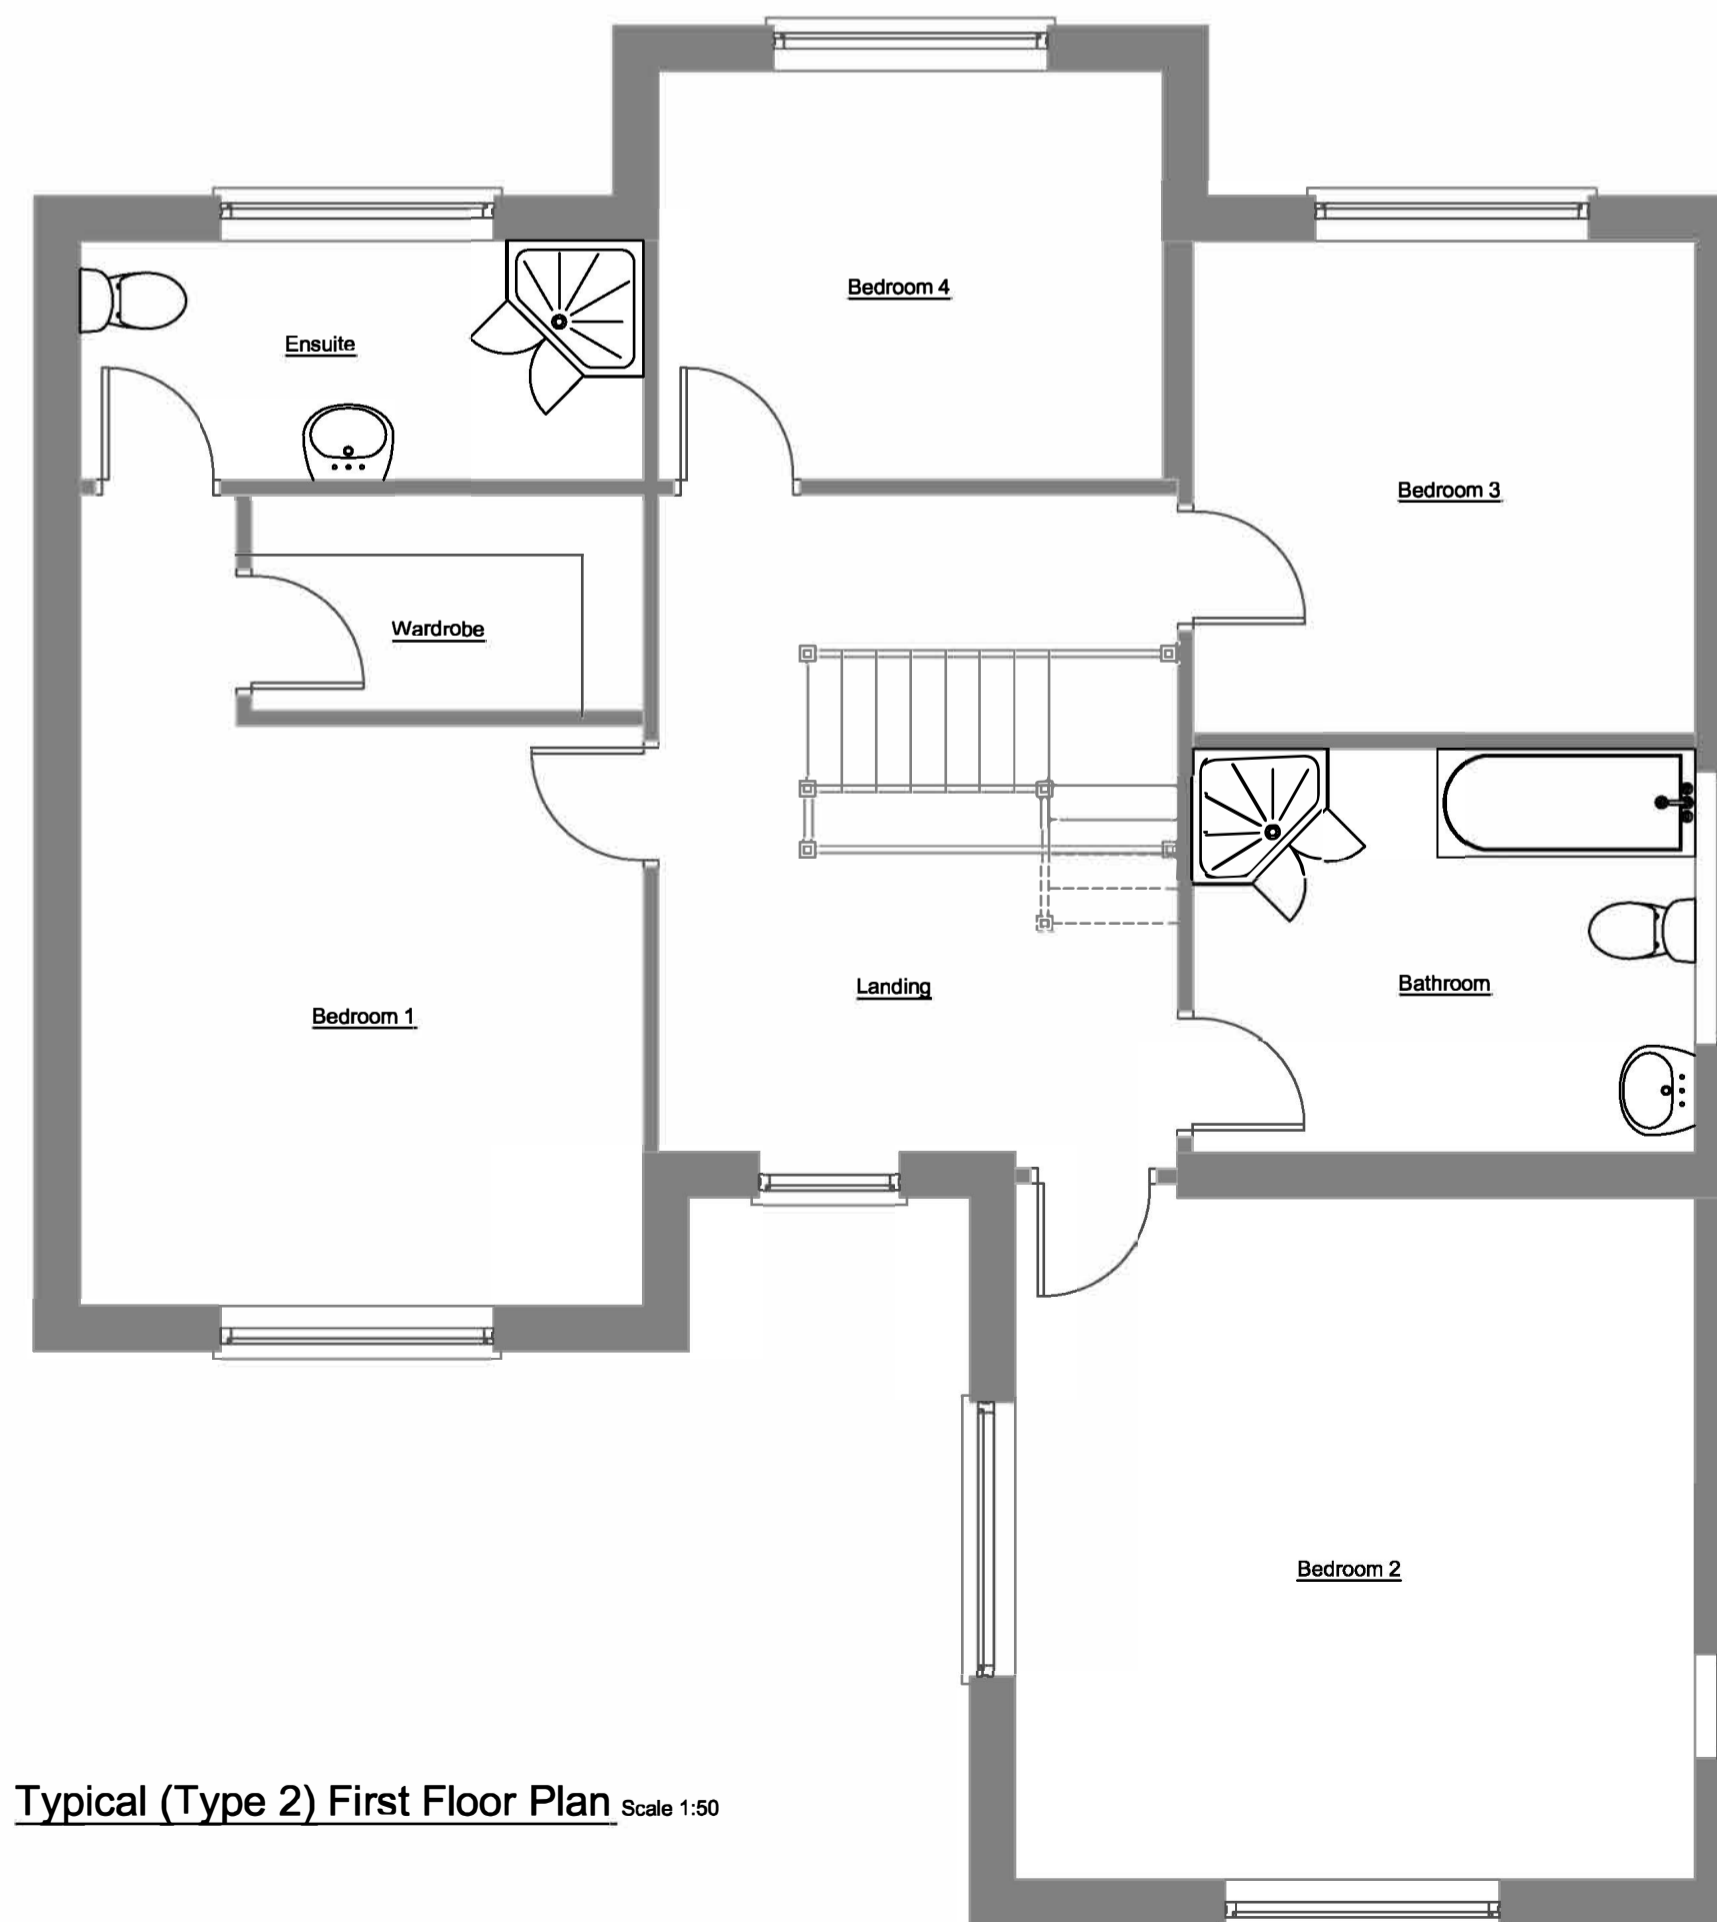 Bedroom 4
Ensuite
Bedroom 3
Wardrobe
Landing
Bathroom
Bedroom 1
Bedroom 2
Typical (Type 2) First Floor Plan Scale 1:50